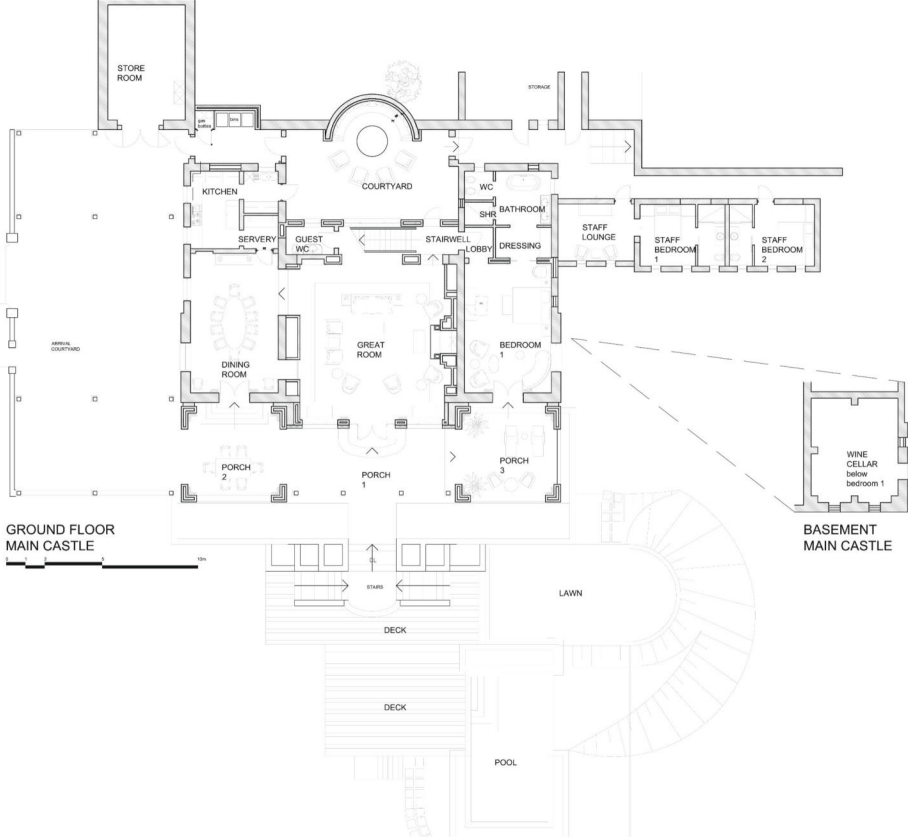 STORE
ROOM
gas
bottles
bins
STORAGE
KITCHEN
COURTYARD
WC
SHR
BATHROOM
SERVERY
GUEST
WC
STAIRWELL
LOBBY
DRESSING
STAFF
LOUNGE
STAFF
BEDROOM
1
STAFF
BEDROOM
2
ARRIVAL
COURTYARD
DINING
ROOM
GREAT
ROOM
BEDROOM
1
PORCH
2
PORCH
1
PORCH
3
WINE
CELLAR
below
bedroom 1
GROUND FLOOR
MAIN CASTLE
0 1 2 5 10m
BASEMENT
MAIN CASTLE
CL
STAIRS
LAWN
DECK
DECK
POOL